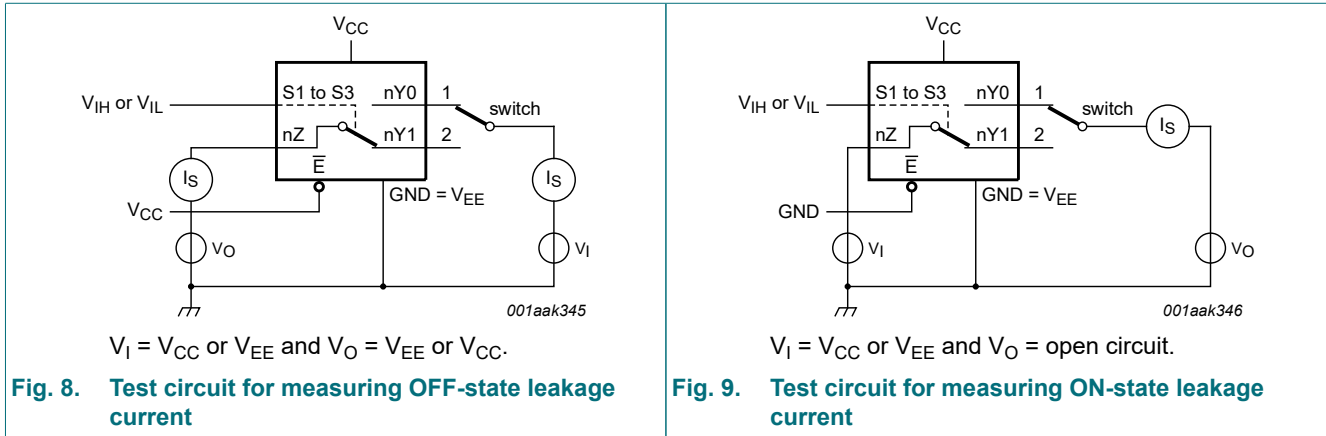 VCC
VIH or VIL
S1 to S3
nY0
1
switch
nZ
nY1
2
E̅
IS
IS
GND = VEE
VCC
VO
VI
001aak345
VI = VCC or VEE and VO = VEE or VCC.
Fig. 8. Test circuit for measuring OFF-state leakage
current
VCC
VIH or VIL
S1 to S3
nY0
1
switch
IS
nZ
nY1
2
E̅
GND = VEE
GND
VI
VO
001aak346
VI = VCC or VEE and VO = open circuit.
Fig. 9. Test circuit for measuring ON-state leakage
current